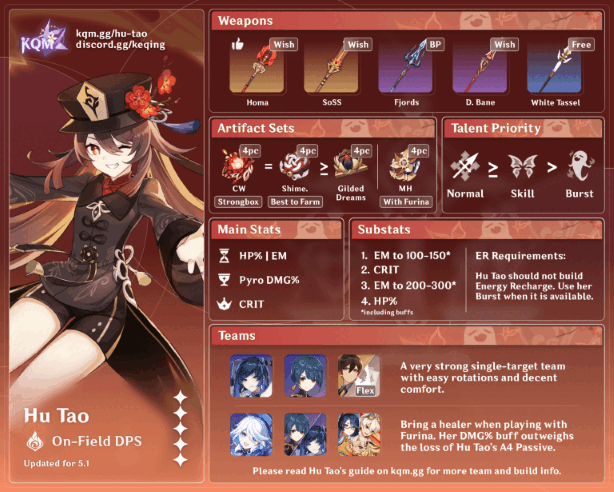 KQM
kqm.gg/hu-tao
discord.gg/keqing
Hu Tao
On-Field DPS
Updated for 5.1
Weapons
Wish
Wish
BP
Wish
Free
Homa
SoSS
Fjords
D. Bane
White Tassel
Artifact Sets
4pc
4pc
4pc
4pc
= ≥
CW
Shime.
Gilded
Dreams
MH
Strongbox
Best to Farm
With Furina
Talent Priority
≥ >
Normal
Skill
Burst
Main Stats
HP% | EM
Pyro DMG%
CRIT
Substats
1. EM to 100-150*
2. CRIT
3. EM to 200-300*
4. HP%
*including buffs
ER Requirements:
Hu Tao should not build
Energy Recharge. Use her
Burst when it is available.
Teams
Flex
A very strong single-target team
with easy rotations and decent
comfort.
Bring a healer when playing with
Furina. Her DMG% buff outweighs
the loss of Hu Tao's A4 Passive.
Please read Hu Tao's guide on kqm.gg for more team and build info.